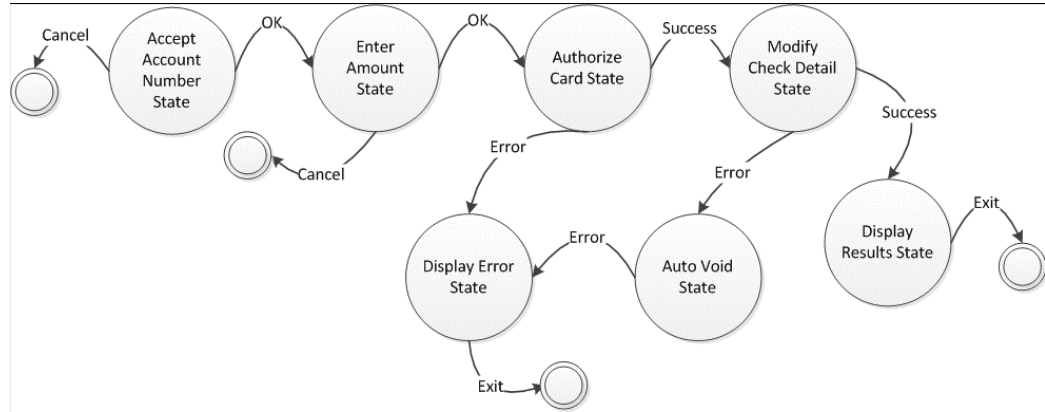 Cancel
Accept
Account
Number
State
OK
Enter
Amount
State
OK
Authorize
Card State
Success
Modify
Check Detail
State
Cancel
Error
Error
Success
Display Error
State
Error
Auto Void
State
Display
Results State
Exit
Exit